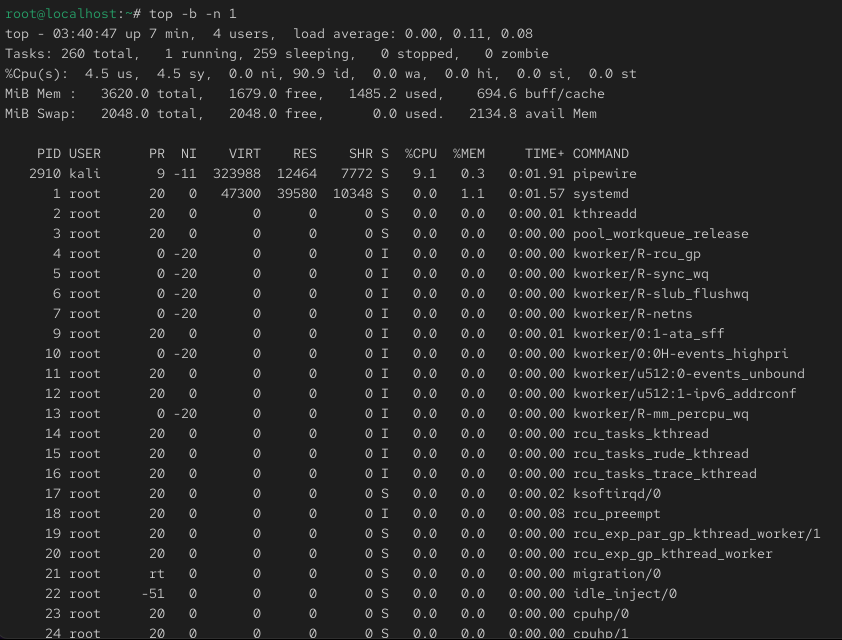 root@localhost:~# top -b -n 1
top - 03:40:47 up 7 min,  4 users,  load average: 0.00, 0.11, 0.08
Tasks: 260 total,   1 running, 259 sleeping,   0 stopped,   0 zombie
%Cpu(s):  4.5 us,  4.5 sy,  0.0 ni, 90.9 id,  0.0 wa,  0.0 hi,  0.0 si,  0.0 st
MiB Mem :   3620.0 total,   1679.0 free,   1485.2 used,    694.6 buff/cache
MiB Swap:   2048.0 total,   2048.0 free,      0.0 used.   2134.8 avail Mem
    PID USER      PR  NI    VIRT    RES    SHR S  %CPU  %MEM     TIME+ COMMAND
   2910 kali       9 -11  323988  12464   7772 S   9.1   0.3   0:01.91 pipewire
      1 root      20   0   47300  39580  10348 S   0.0   1.1   0:01.57 systemd
      2 root      20   0       0      0      0 S   0.0   0.0   0:00.01 kthreadd
      3 root      20   0       0      0      0 S   0.0   0.0   0:00.00 pool_workqueue_release
      4 root       0 -20       0      0      0 I   0.0   0.0   0:00.00 kworker/R-rcu_gp
      5 root       0 -20       0      0      0 I   0.0   0.0   0:00.00 kworker/R-sync_wq
      6 root       0 -20       0      0      0 I   0.0   0.0   0:00.00 kworker/R-slub_flushwq
      7 root       0 -20       0      0      0 I   0.0   0.0   0:00.00 kworker/R-netns
      9 root      20   0       0      0      0 I   0.0   0.0   0:00.01 kworker/0:1-ata_sff
     10 root       0 -20       0      0      0 I   0.0   0.0   0:00.00 kworker/0:0H-events_highpri
     11 root      20   0       0      0      0 I   0.0   0.0   0:00.00 kworker/u512:0-events_unbound
     12 root      20   0       0      0      0 I   0.0   0.0   0:00.00 kworker/u512:1-ipv6_addrconf
     13 root       0 -20       0      0      0 I   0.0   0.0   0:00.00 kworker/R-mm_percpu_wq
     14 root      20   0       0      0      0 I   0.0   0.0   0:00.00 rcu_tasks_kthread
     15 root      20   0       0      0      0 I   0.0   0.0   0:00.00 rcu_tasks_rude_kthread
     16 root      20   0       0      0      0 I   0.0   0.0   0:00.00 rcu_tasks_trace_kthread
     17 root      20   0       0      0      0 S   0.0   0.0   0:00.02 ksoftirqd/0
     18 root      20   0       0      0      0 I   0.0   0.0   0:00.08 rcu_preempt
     19 root      20   0       0      0      0 S   0.0   0.0   0:00.00 rcu_exp_par_gp_kthread_worker/1
     20 root      20   0       0      0      0 S   0.0   0.0   0:00.00 rcu_exp_gp_kthread_worker
     21 root      rt   0       0      0      0 S   0.0   0.0   0:00.00 migration/0
     22 root     -51   0       0      0      0 S   0.0   0.0   0:00.00 idle_inject/0
     23 root      20   0       0      0      0 S   0.0   0.0   0:00.00 cpuhp/0
     24 root      20   0       0      0      0 S   0.0   0.0   0:00.00 cpuhp/1